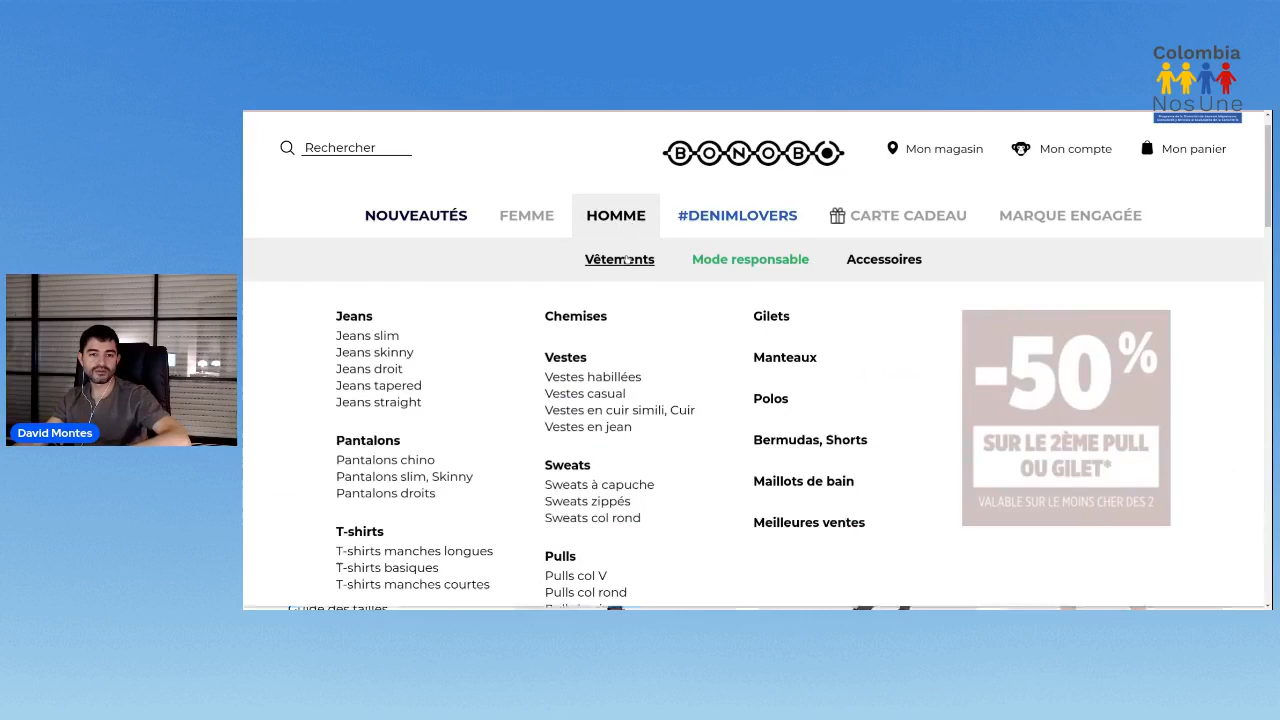 Colombia
NosUne
Rechercher
BONOBO
Mon magasin
Mon compte
Mon panier
NOUVEAUTÉS
FEMME
HOMME
#DENIMLOVERS
CARTE CADEAU
MARQUE ENGAGÉE
Vêtements
Mode responsable
Accessoires
Jeans
Jeans slim
Jeans skinny
Jeans droit
Jeans tapered
Jeans straight
Pantalons
Pantalons chino
Pantalons slim, Skinny
Pantalons droits
T-shirts
T-shirts manches longues
T-shirts basiques
T-shirts manches courtes
Chemises
Vestes
Vestes habillées
Vestes casual
Vestes en cuir simili, Cuir
Vestes en jean
Sweats
Sweats à capuche
Sweats zippés
Sweats col rond
Pulls
Pulls col V
Pulls col rond
Gilets
Manteaux
Polos
Bermudas, Shorts
Maillots de bain
Meilleures ventes
-50%
SUR LE 2ÈME PULL
OU GILET*
VALABLE SUR LE MOINS CHER DES 2
Guide des tailles
David Montes